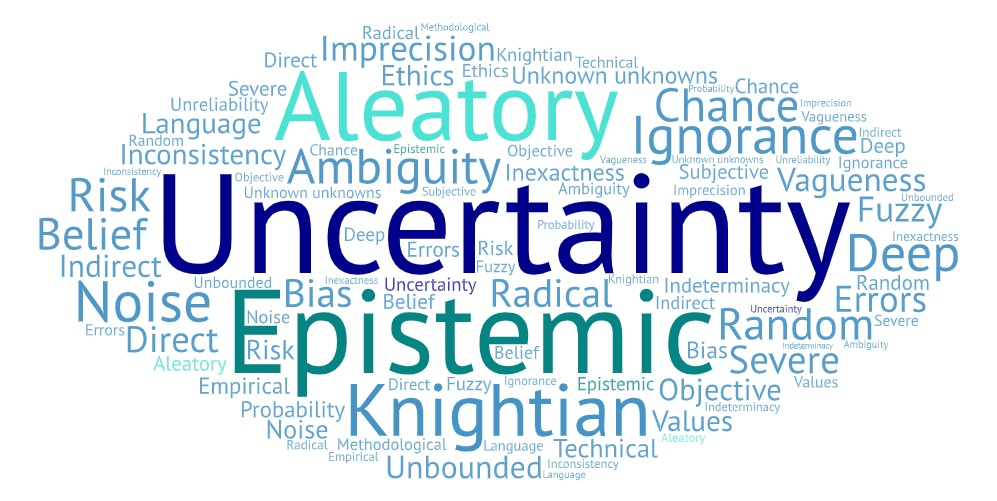 Radical Methodological
Direct Imprecision Knightian
Ethics Ethics Technical
Severe Unknown unknowns
Unreliability Aleatory Probability Chance
Language Chance Imprecision
Random Ignorance Vagueness
Indirect
Inconsistency Chance Epistemic Objective Deep
Inconsistency Ambiguity Vagueness Unknown unknowns Unreliability Ignorance
Objective Inexactness Subjective Vagueness
Risk Unknown unknowns Subjective Ambiguity Imprecision Unbounded
Uncertainty Fuzzy
Belief Deep Probability Inexactness
Errors Risk Deep
Indirect Fuzzy
Unbounded Inexactness Uncertainty Knightian Indeterminacy Random
Noise Bias Belief Radical Indirect Errors
Noise Epistemic Uncertainty Severe
Errors Direct Random
Risk Belief Bias Severe Indeterminacy Ambiguity
Aleatory Values
Empirical Direct Fuzzy Ignorance Epistemic Objective
Probability Knightian Indeterminacy
Noise Values
Radical Methodological Language Technical Aleatory
Empirical Unbounded Inconsistency
Language